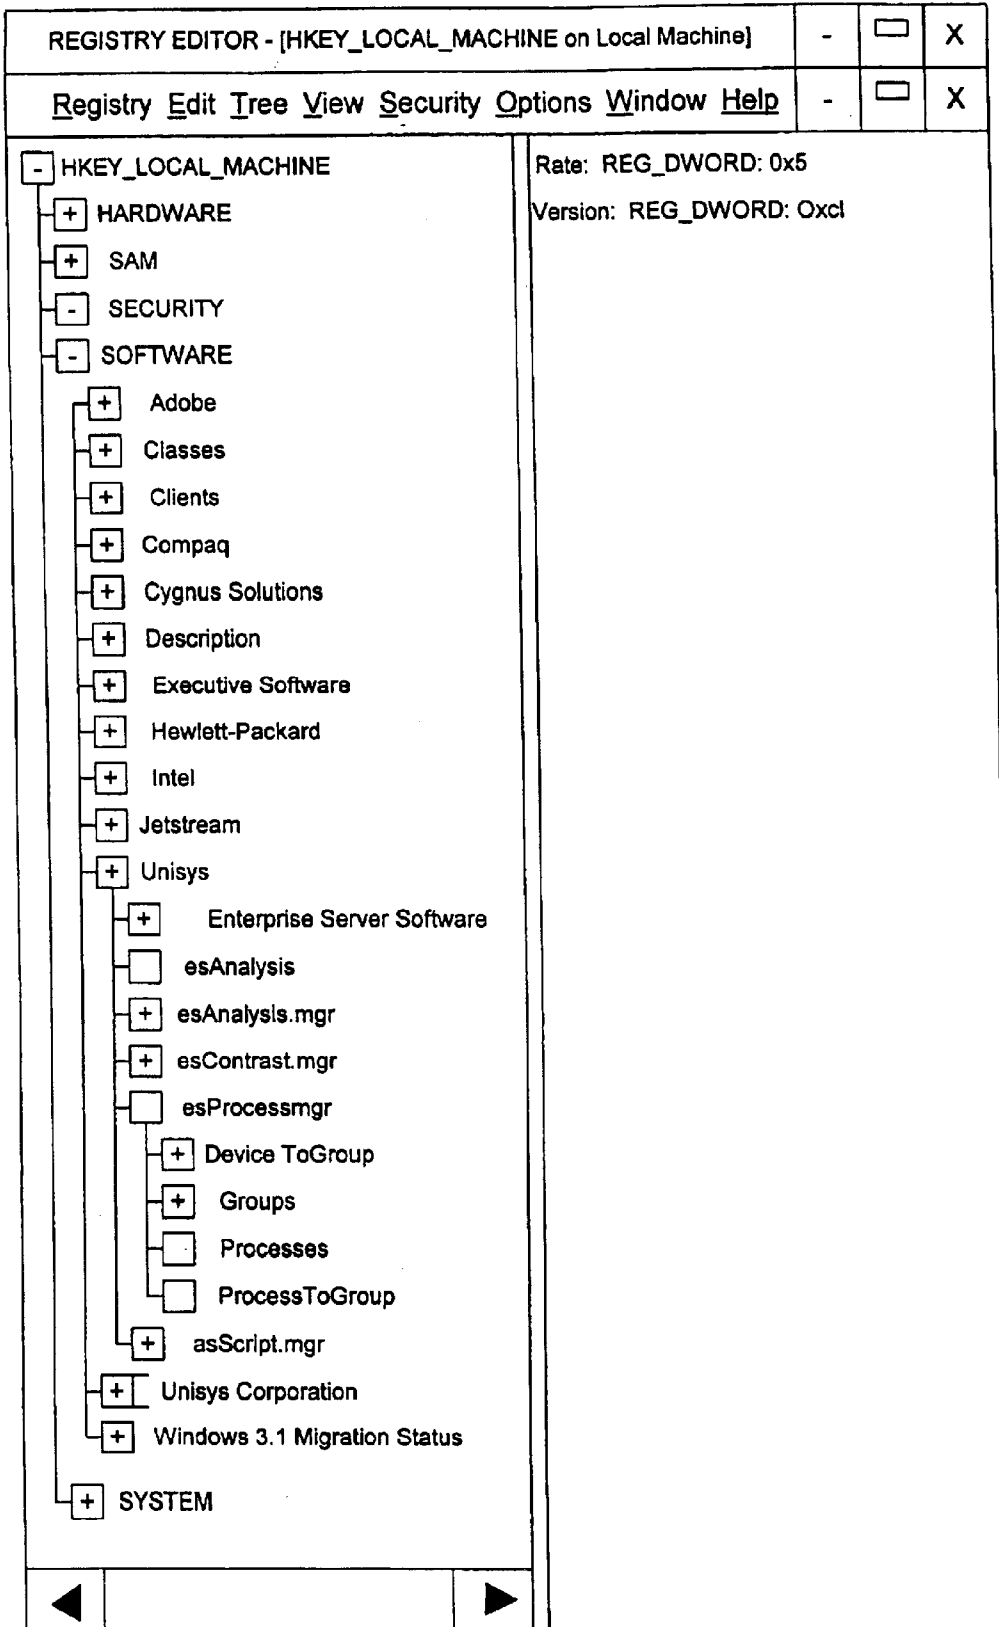 REGISTRY EDITOR - [HKEY_LOCAL_MACHINE on Local Machine] - X
Registry Edit Tree View Security Options Window Help - X
- HKEY_LOCAL_MACHINE
+ HARDWARE
+ SAM
- SECURITY
- SOFTWARE
+ Adobe
+ Classes
+ Clients
+ Compaq
+ Cygnus Solutions
+ Description
+ Executive Software
+ Hewlett-Packard
+ Intel
+ Jetstream
+ Unisys
+ Enterprise Server Software
esAnalysis
+ esAnalysis.mgr
+ esContrast.mgr
esProcessmgr
+ Device ToGroup
+ Groups
Processes
ProcessToGroup
+ asScript.mgr
+ Unisys Corporation
+ Windows 3.1 Migration Status
+ SYSTEM
Rate: REG_DWORD: 0x5
Version: REG_DWORD: Oxcl